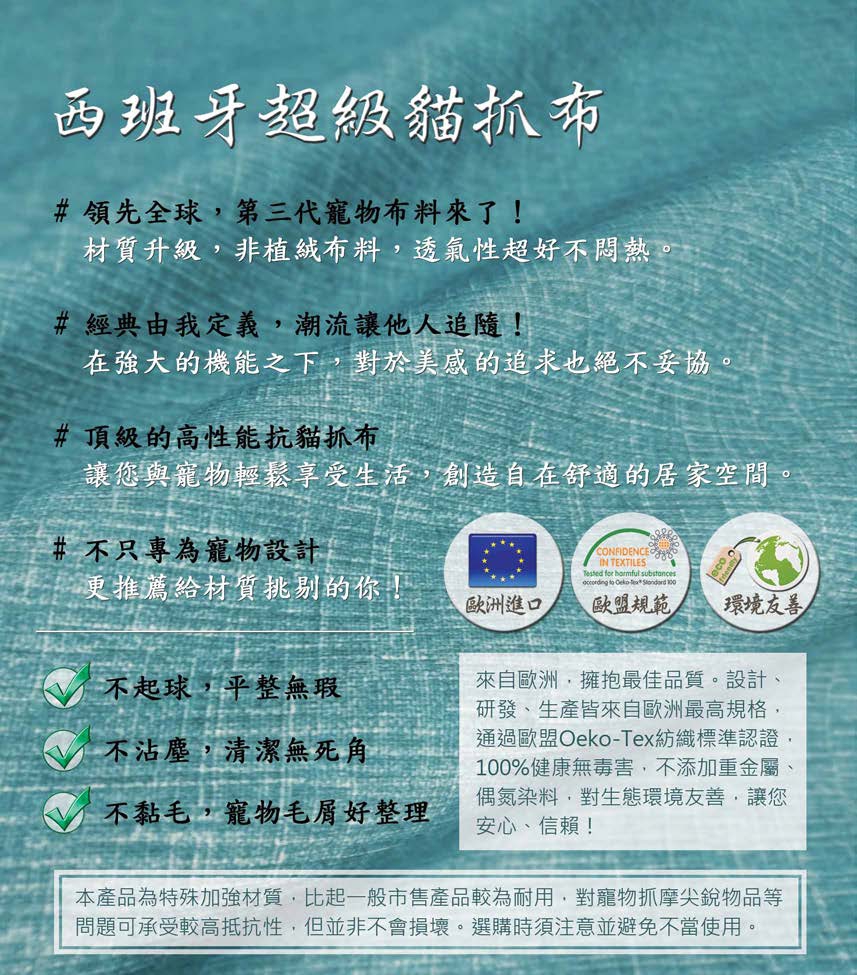 西班牙超級貓抓布
# 領先全球，第三代寵物布料來了！
材質升級，非植絨布料，透氣性超好不悶熱。
# 經典由我定義，潮流讓他人追隨！
在強大的機能之下，對於美感的追求也絕不妥協。
# 頂級的高性能抗貓抓布
讓您與寵物輕鬆享受生活，創造自在舒適的居家空間。
# 不只專為寵物設計
更推薦給材質挑剔的你！
歐洲進口
CONFIDENCE
IN TEXTILES
Tested for harmful substances
according to Oeko-Tex® Standard 100
歐盟規範
eco
friendly
環境友善
不起球，平整無瑕
不沾塵，清潔無死角
不黏毛，寵物毛屑好整理
來自歐洲，擁抱最佳品質。設計、
研發、生產皆來自歐洲最高規格，
通過歐盟Oeko-Tex紡織標準認證，
100%健康無毒害，不添加重金屬、
偶氮染料，對生態環境友善，讓您
安心、信賴！
本產品為特殊加強材質，比起一般市售產品較為耐用，對寵物抓摩尖銳物品等
問題可承受較高抵抗性，但並非不會損壞。選購時須注意並避免不當使用。